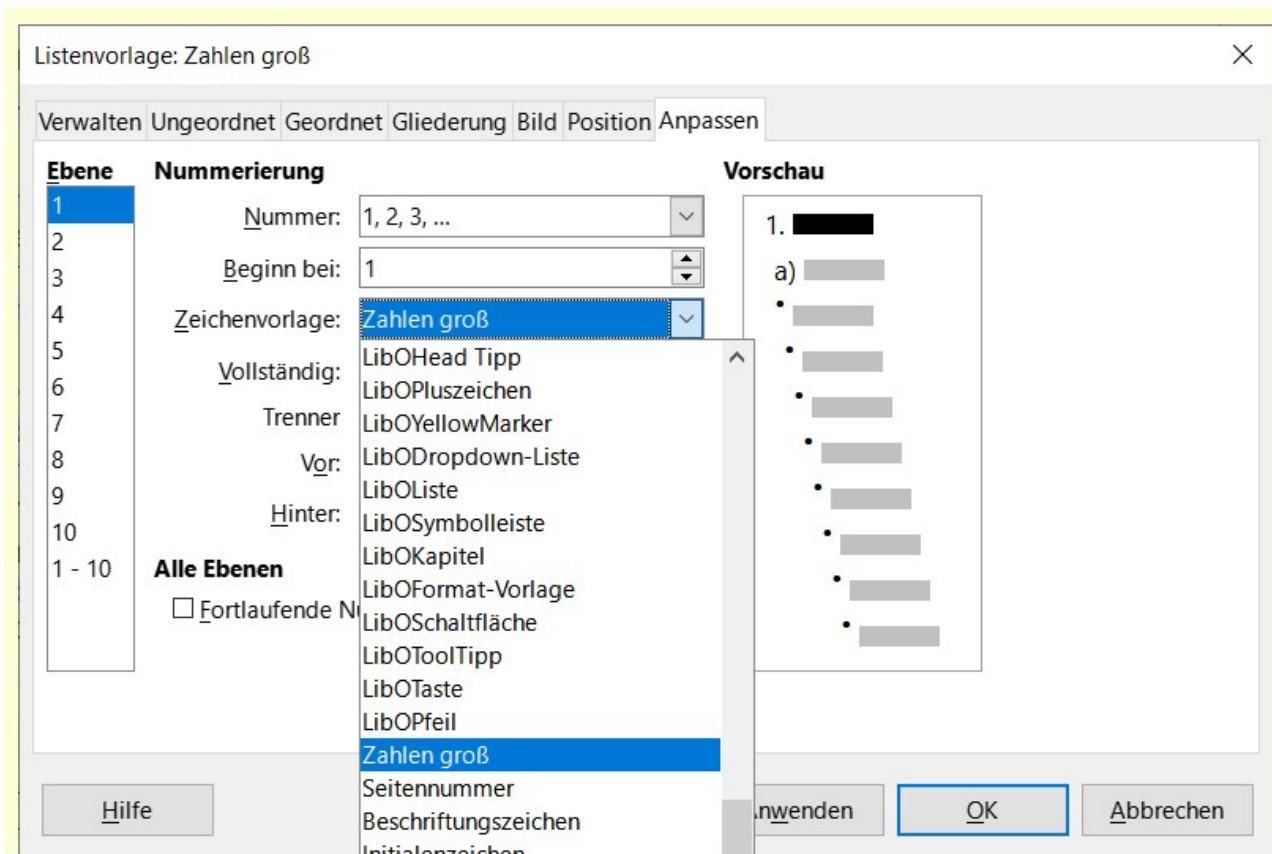 Listenvorlage: Zahlen groß
Verwalten Ungeordnet Geordnet Gliederung Bild Position Anpassen
Ebene
1
2
3
4
5
6
7
8
9
10
1 - 10
Nummerierung
Nummer: 1, 2, 3, ...
Beginn bei: 1
Zeichenvorlage: Zahlen groß
Vollständig:
Trenner
Vor:
Hinter:
Alle Ebenen
Fortlaufende
LibOHead Tipp
LibOPluszeichen
LibOYellowMarker
LibODropdown-Liste
LibOListe
LibOSymbolleiste
LibOKapitel
LibOFormat-Vorlage
LibOSchaltfläche
LibOToolTipp
LibOTaste
LibOPfeil
Zahlen groß
Seitennummer
Beschriftungszeichen
Initialenzeichen
Vorschau
1.
a)
•
•
•
•
•
•
•
•
Hilfe
nwenden
OK
Abbrechen